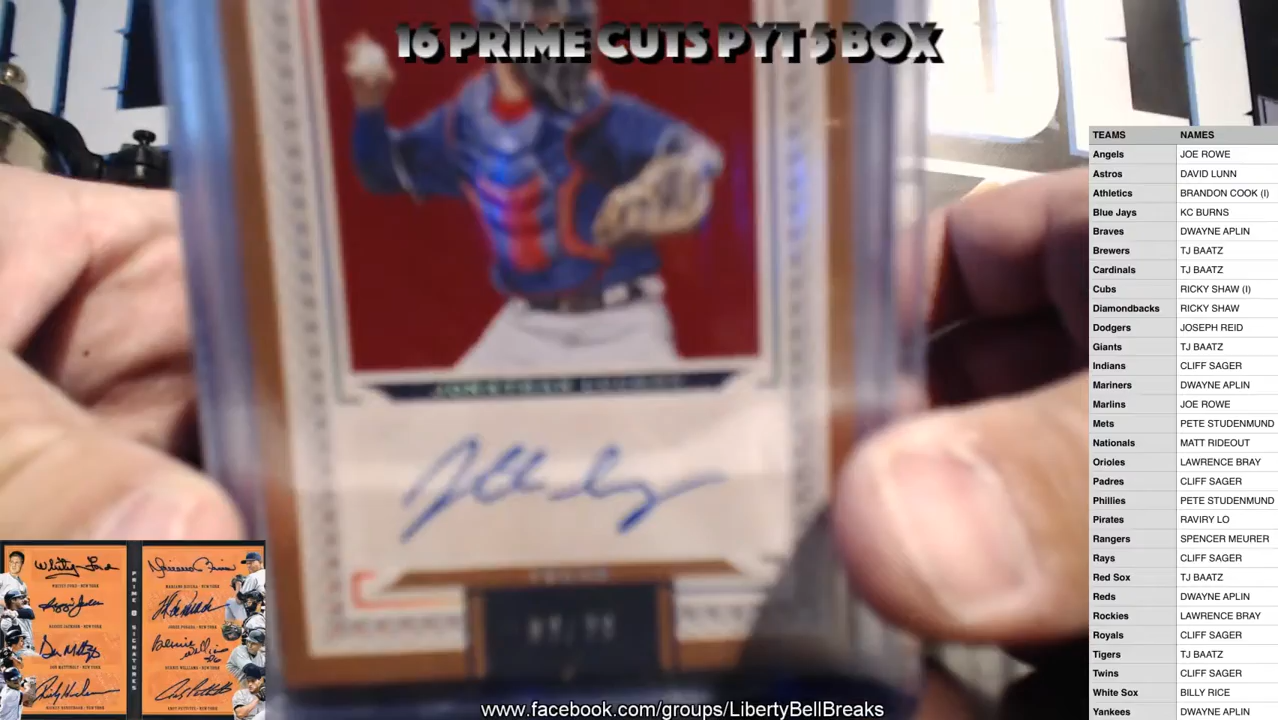 16 PRIME CUTS PYT 5 BOX
TEAMS NAMES
Angels JOE ROWE
Astros DAVID LUNN
Athletics BRANDON COOK (I)
Blue Jays KC BURNS
Braves DWAYNE APLIN
Brewers TJ BAATZ
Cardinals TJ BAATZ
Cubs RICKY SHAW (I)
Diamondbacks RICKY SHAW
Dodgers JOSEPH REID
Giants TJ BAATZ
Indians CLIFF SAGER
Mariners DWAYNE APLIN
Marlins JOE ROWE
Mets PETE STUDENMUND
Nationals MATT RIDEOUT
Orioles LAWRENCE BRAY
Padres CLIFF SAGER
Phillies PETE STUDENMUND
Pirates RAVIRY LO
Rangers SPENCER MEURER
Rays CLIFF SAGER
Red Sox TJ BAATZ
Reds DWAYNE APLIN
Rockies LAWRENCE BRAY
Royals CLIFF SAGER
Tigers TJ BAATZ
Twins CLIFF SAGER
White Sox BILLY RICE
Yankees DWAYNE APLIN
JONATHAN
PRIME
SIGNATURES
www.facebook.com/groups/LibertyBellBreaks